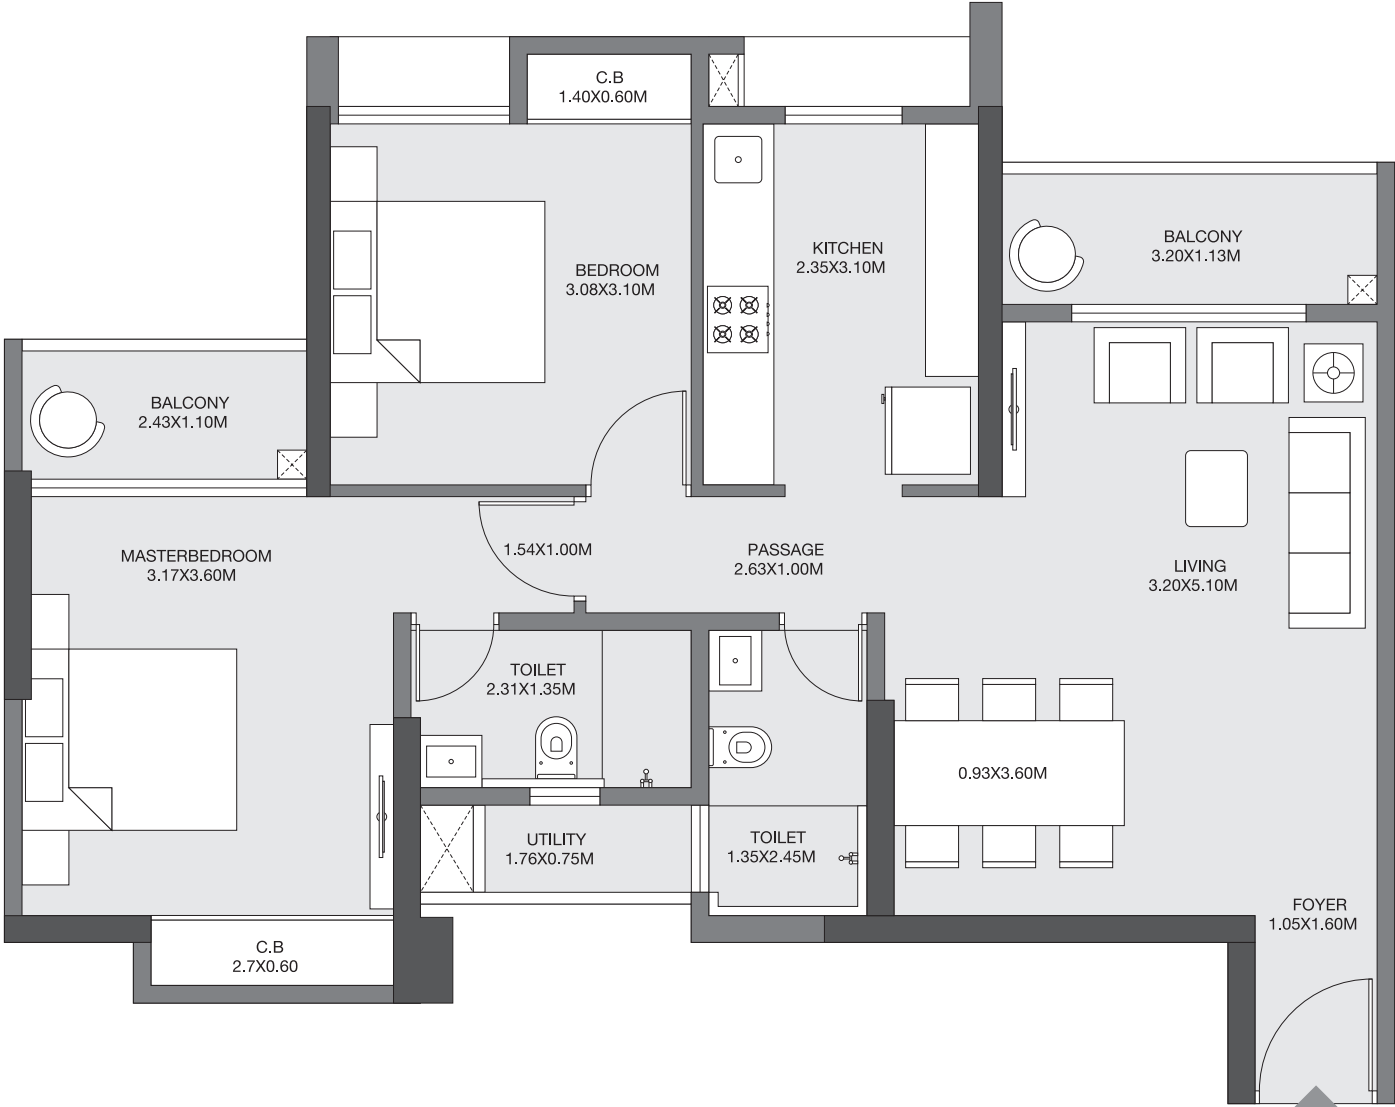 C.B
1.40X0.60M
BALCONY
3.20X1.13M
KITCHEN
2.35X3.10M
BEDROOM
3.08X3.10M
BALCONY
2.43X1.10M
MASTERBEDROOM
3.17X3.60M
1.54X1.00M
PASSAGE
2.63X1.00M
LIVING
3.20X5.10M
TOILET
2.31X1.35M
0.93X3.60M
UTILITY
1.76X0.75M
TOILET
1.35X2.45M
FOYER
1.05X1.60M
C.B
2.7X0.60